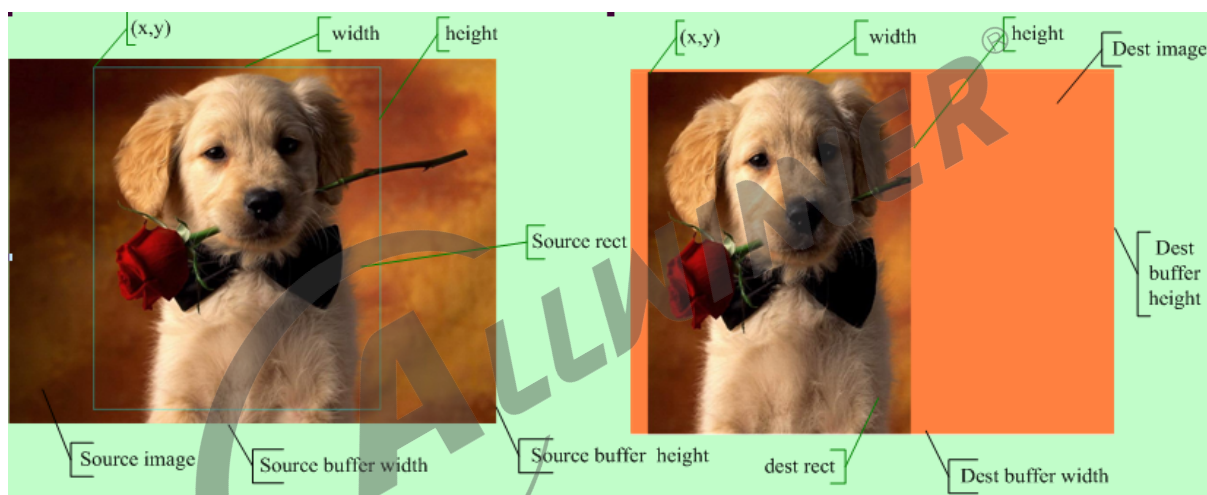 (x,y)
width
height
Source rect
Source image
Source buffer width
Source buffer height
(x,y)
width
height
Dest image
Dest
buffer
height
dest rect
Dest buffer width
ALLWINNER
®